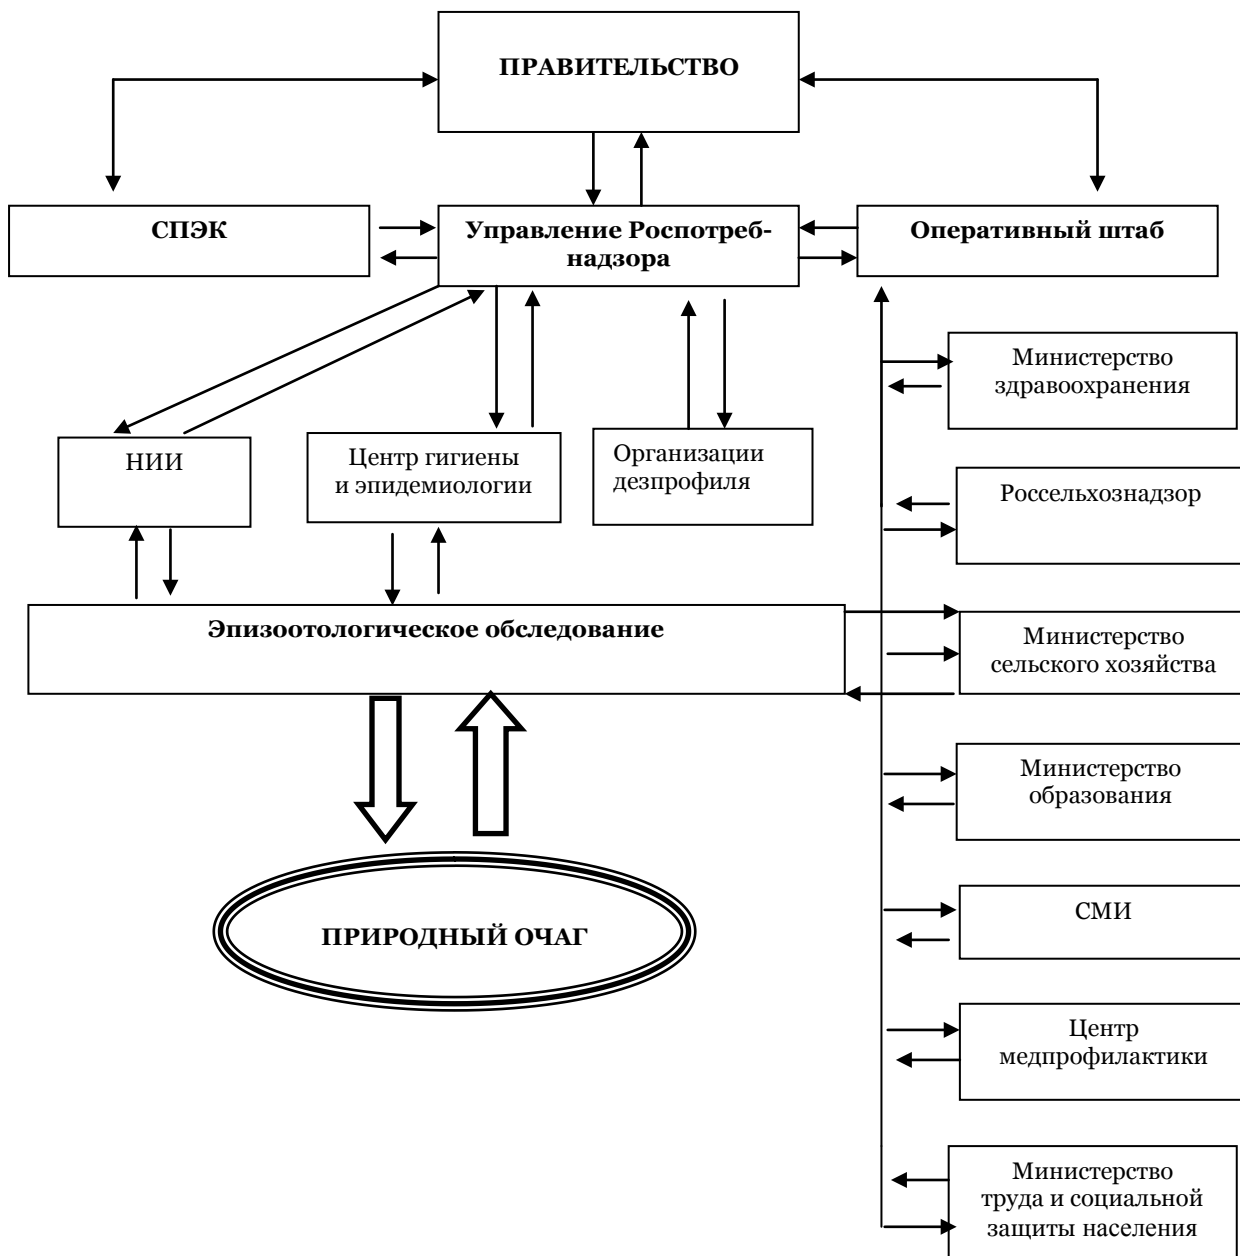 ПРАВИТЕЛЬСТВО
СПЭК
Управление Роспотреб-
надзора
Оперативный штаб
Министерство
здравоохранения
НИИ
Центр гигиены
и эпидемиологии
Организации
дезпрофиля
Россельхознадзор
Эпизоотологическое обследование
Министерство
сельского хозяйства
Министерство
образования
ПРИРОДНЫЙ ОЧАГ
СМИ
Центр
медпрофилактики
Министерство
труда и социальной
защиты населения